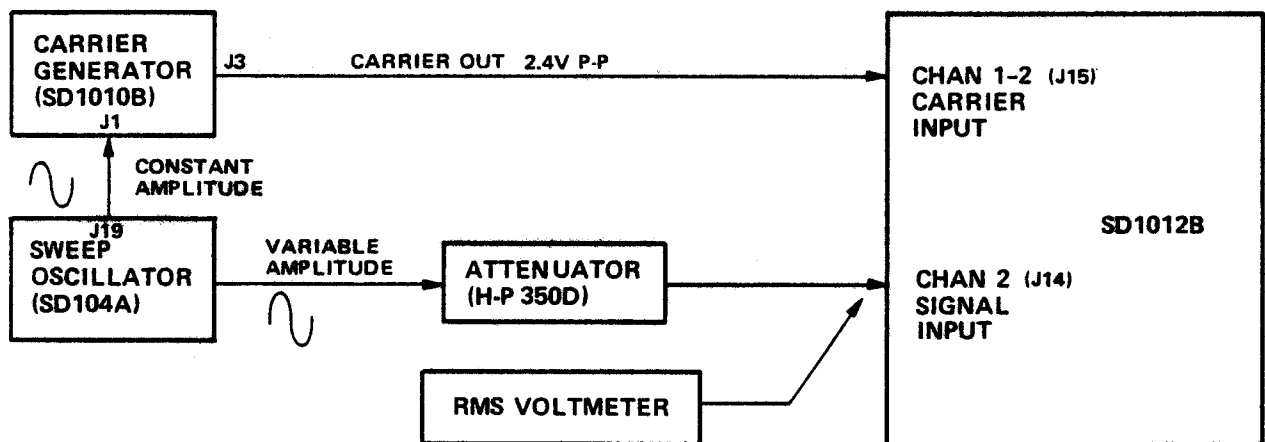 CARRIER
GENERATOR
(SD1010B)
J1
J3
CARRIER OUT 2.4V P-P
CHAN 1-2 (J15)
CARRIER
INPUT
CONSTANT
AMPLITUDE
J19
SWEEP
OSCILLATOR
(SD104A)
VARIABLE
AMPLITUDE
ATTENUATOR
(H-P 350D)
SD1012B
CHAN 2 (J14)
SIGNAL
INPUT
RMS VOLTMETER